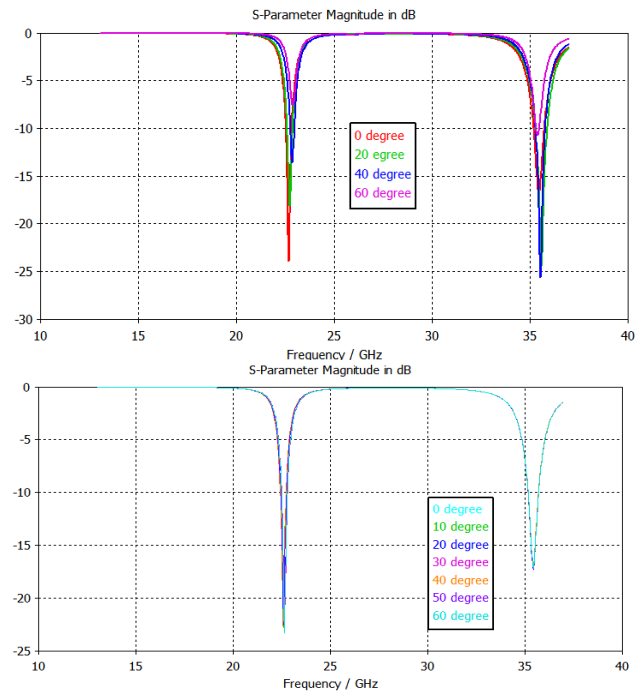 S-Parameter Magnitude in dB
0
-5
-10
-15
-20
-25
-30
0 degree
20 egree
40 degree
60 degree
10
15
20
25
30
35
40
Frequency / GHz
S-Parameter Magnitude in dB
0
-5
-10
-15
-20
-25
0 degree
10 degree
20 degree
30 degree
40 degree
50 degree
60 degree
10
15
20
25
30
35
40
Frequency / GHz